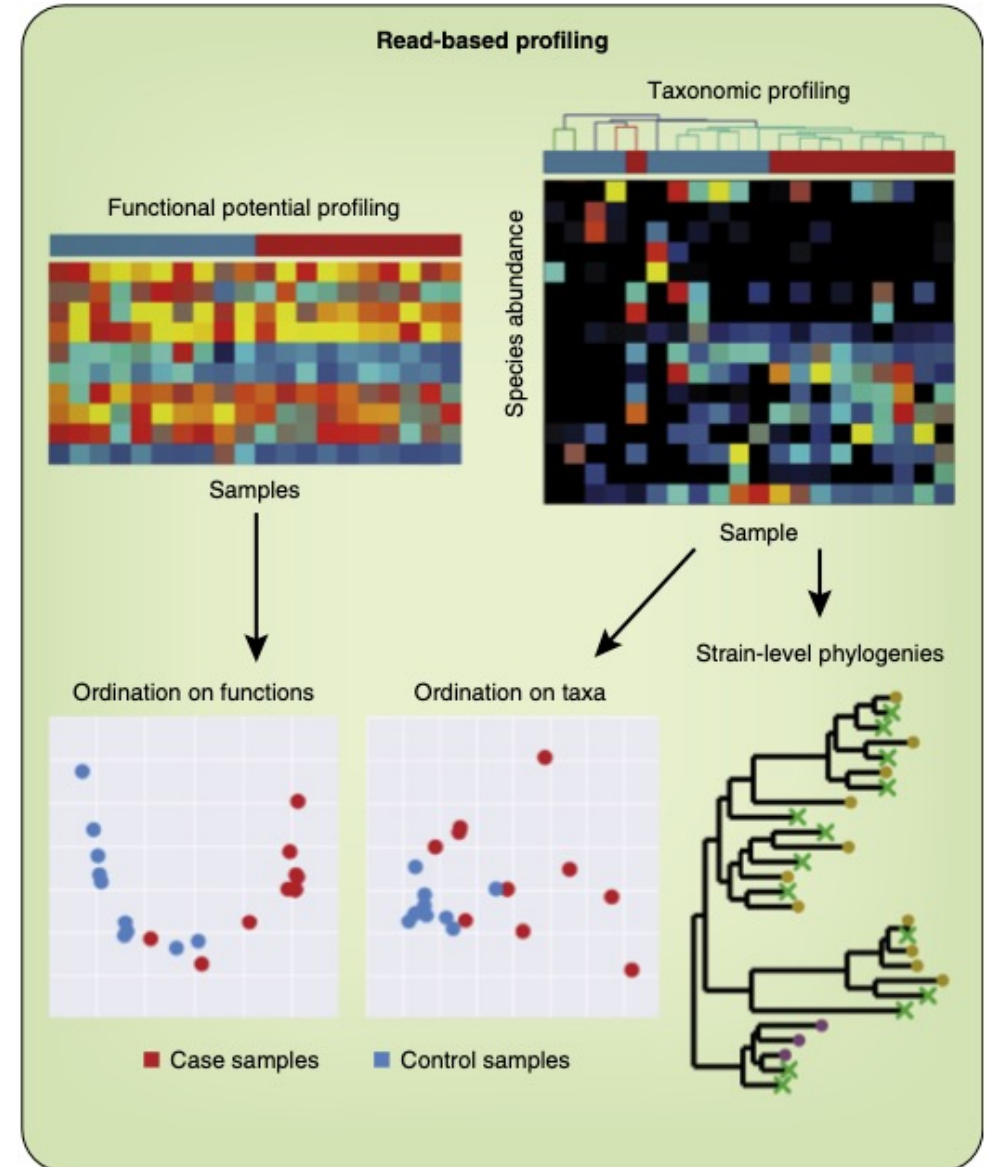 Read-based profiling
Taxonomic profiling
Functional potential profiling
Species abundance
Samples
Sample
Strain-level phylogenies
Ordination on functions
Ordination on taxa
Case samples
Control samples